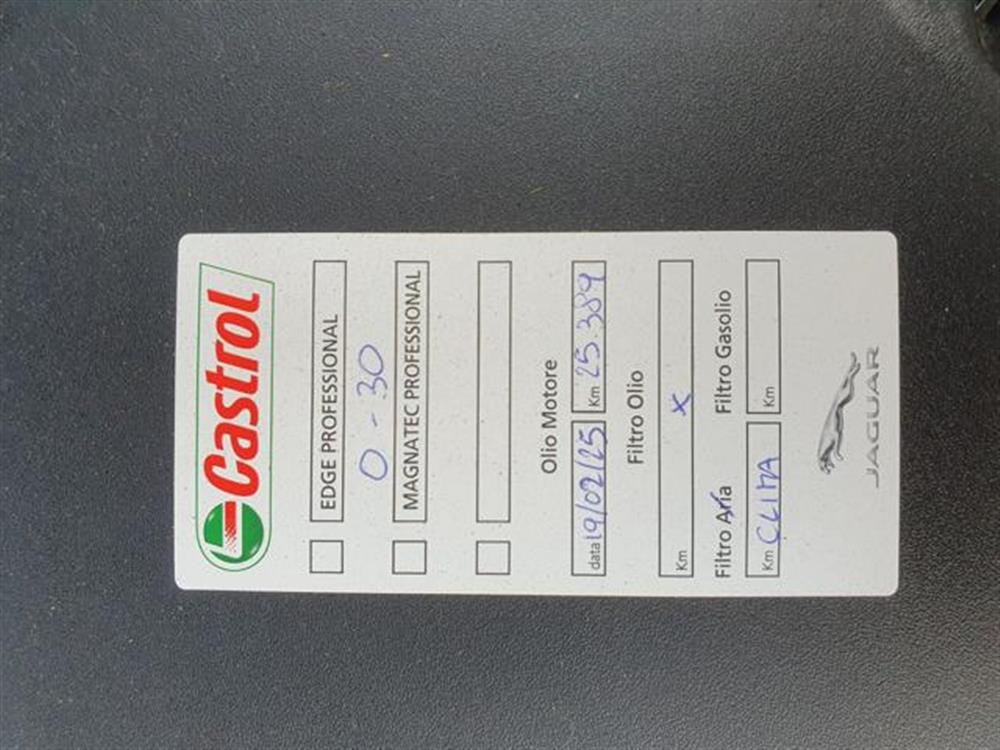 Castrol
EDGE PROFESSIONAL
0-30
MAGNATEC PROFESSIONAL
Olio Motore
data 19/02/25 Km 25.389
Filtro Olio
Km x
Filtro Aria Filtro Gasolio
Km CLIMA Km
JAGUAR